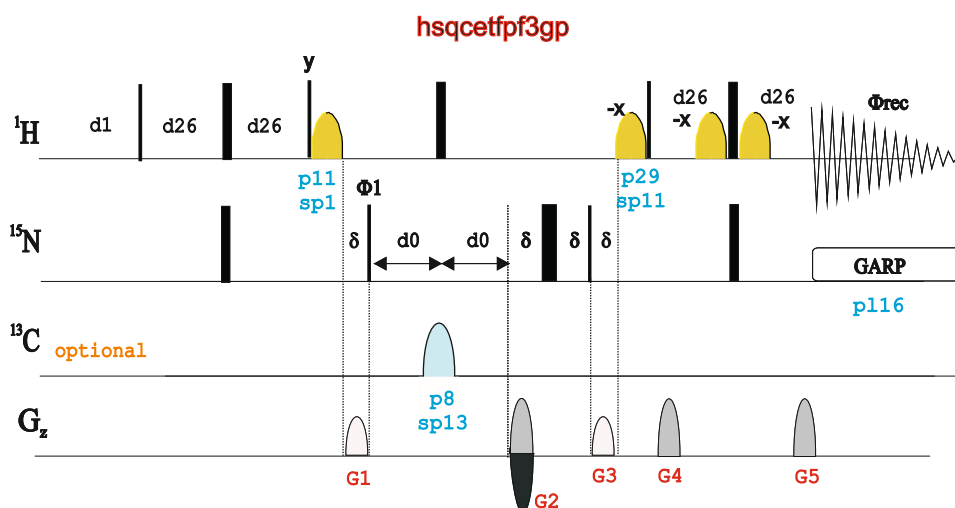 hsqcetfpf3gp
y
-x d26 d26
-x -x Φrec
¹H d1 d26 d26
p11 p29
sp1 Φ1 sp11
¹⁵N δ d0 d0 δ δ δ
GARP
pl16
¹³C optional
p8
sp13
Gz
G1 G2 G3 G4 G5